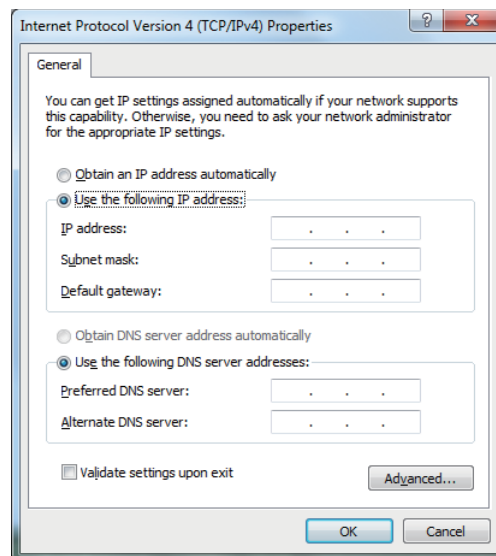 Internet Protocol Version 4 (TCP/IPv4) Properties
?
General
You can get IP settings assigned automatically if your network supports
this capability. Otherwise, you need to ask your network administrator
for the appropriate IP settings.
Obtain an IP address automatically
Use the following IP address:
IP address: . . .
Subnet mask: . . .
Default gateway: . . .
Obtain DNS server address automatically
Use the following DNS server addresses:
Preferred DNS server: . . .
Alternate DNS server: . . .
Validate settings upon exit
Advanced...
OK Cancel